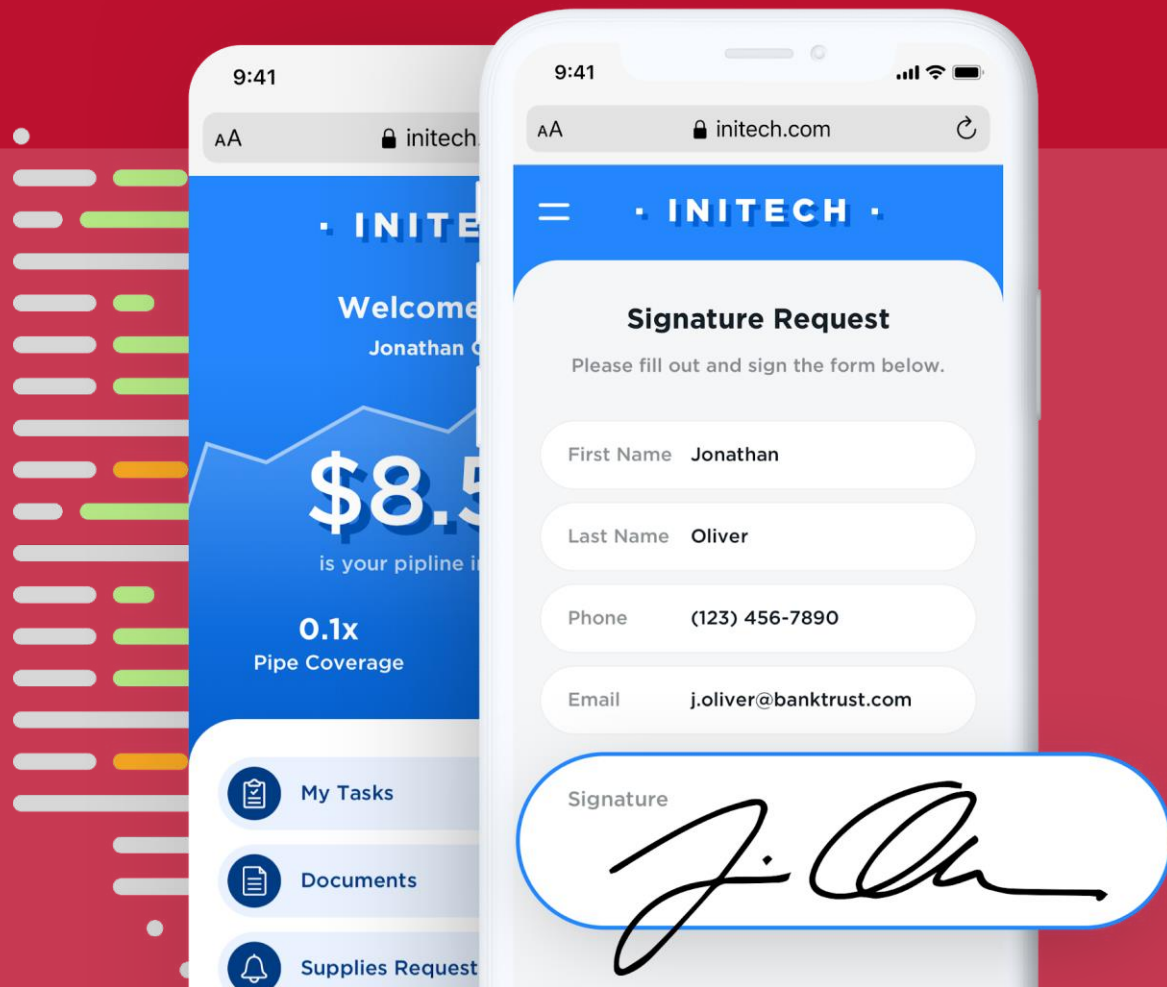 9:41
AA initech.
INITE
Welcome
Jonathan
$8.5
is your pipline
0.1x
Pipe Coverage
My Tasks
Documents
Supplies Request
9:41
AA initech.com
INITECH
Signature Request
Please fill out and sign the form below.
First Name Jonathan
Last Name Oliver
Phone (123) 456-7890
Email j.oliver@banktrust.com
Signature